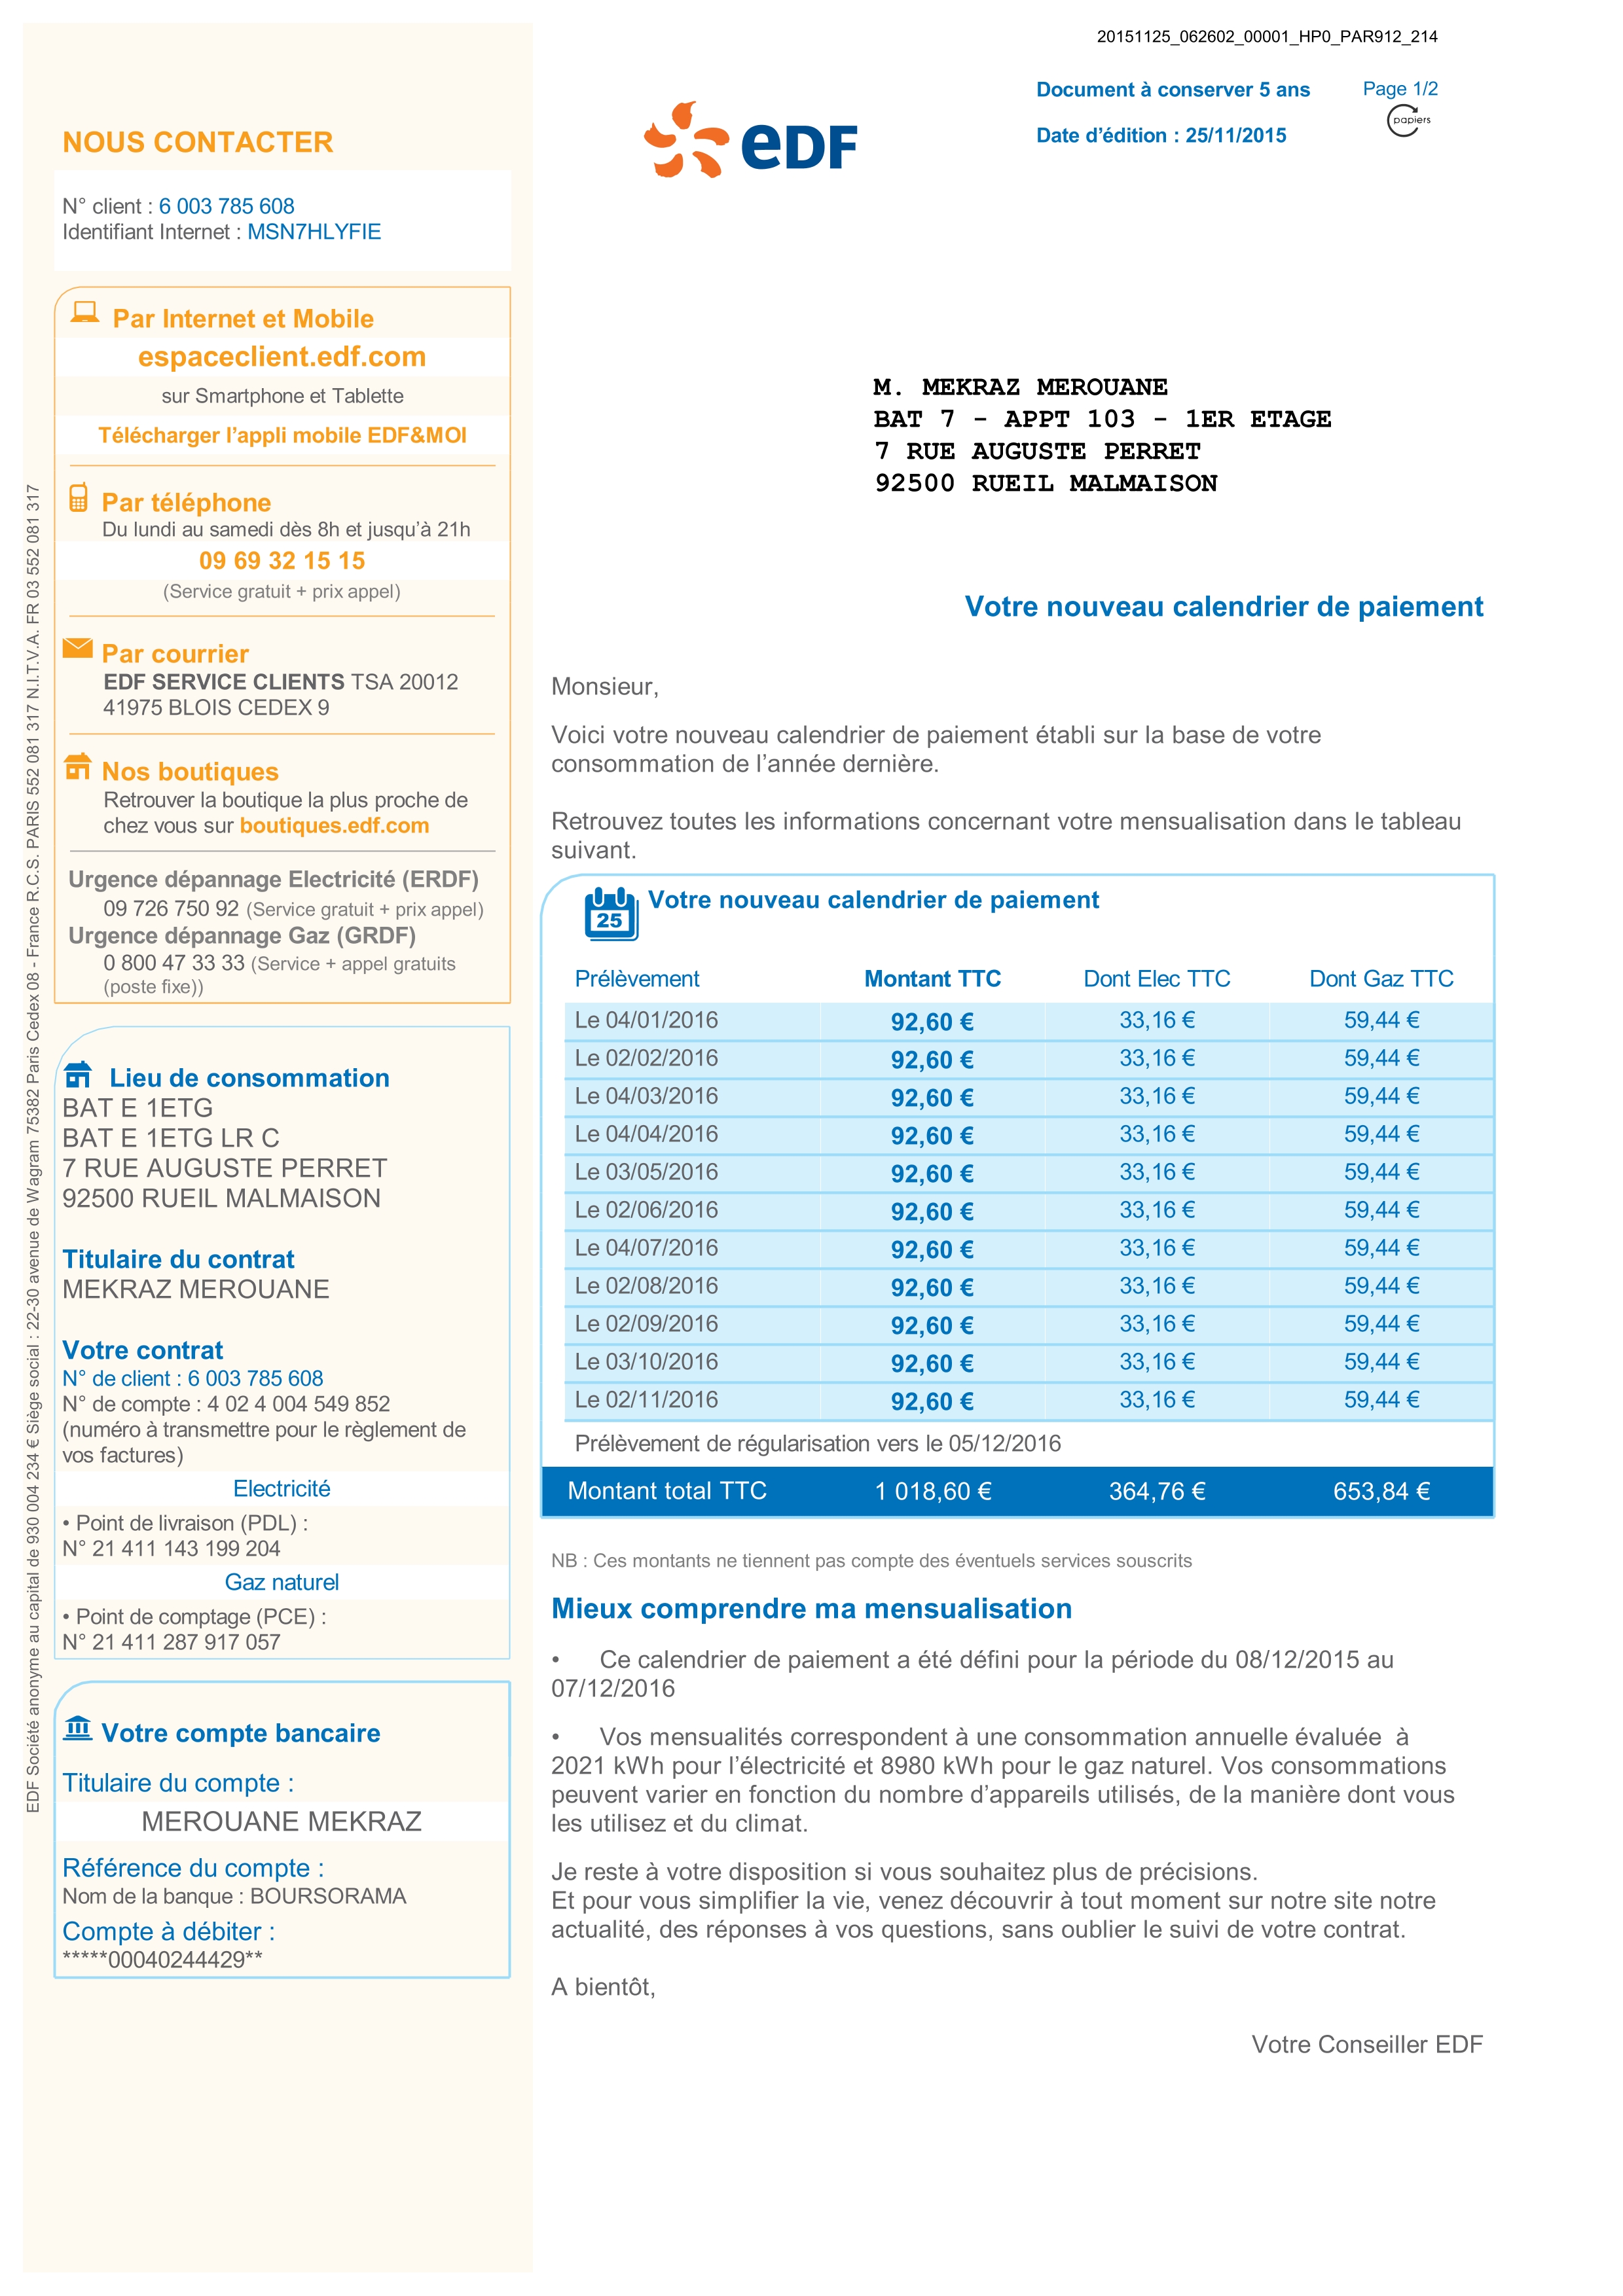 20151125_062602_00001_HP0_PAR912_214
Document à conserver 5 ans
Page 1/2
papiers
Date d'édition : 25/11/2015
eDF
NOUS CONTACTER
N° client : 6 003 785 608
Identifiant Internet : MSN7HLYFIE
Par Internet et Mobile
espaceclient.edf.com
sur Smartphone et Tablette
Télécharger l'appli mobile EDF&MOI
Par téléphone
Du lundi au samedi dès 8h et jusqu'à 21h
09 69 32 15 15
(Service gratuit + prix appel)
Par courrier
EDF SERVICE CLIENTS TSA 20012
41975 BLOIS CEDEX 9
Nos boutiques
Retrouver la boutique la plus proche de
chez vous sur boutiques.edf.com
Urgence dépannage Electricité (ERDF)
09 726 750 92 (Service gratuit + prix appel)
Urgence dépannage Gaz (GRDF)
0 800 47 33 33 (Service + appel gratuits
(poste fixe))
Lieu de consommation
BAT E 1ETG
BAT E 1ETG LR C
7 RUE AUGUSTE PERRET
92500 RUEIL MALMAISON
Titulaire du contrat
MEKRAZ MEROUANE
Votre contrat
N° de client : 6 003 785 608
N° de compte : 4 02 4 004 549 852
(numéro à transmettre pour le règlement de
vos factures)
Electricité
• Point de livraison (PDL) :
N° 21 411 143 199 204
Gaz naturel
• Point de comptage (PCE) :
N° 21 411 287 917 057
Votre compte bancaire
Titulaire du compte :
MEROUANE MEKRAZ
Référence du compte :
Nom de la banque : BOURSORAMA
Compte à débiter :
*****00040244429**
EDF Société anonyme au capital de 930 004 234 € Siège social : 22-30 avenue de Wagram 75382 Paris Cedex 08 - France R.C.S. PARIS 552 081 317 N.I.T.V.A. FR 03 552 081 317
M. MEKRAZ MEROUANE
BAT 7 - APPT 103 - 1ER ETAGE
7 RUE AUGUSTE PERRET
92500 RUEIL MALMAISON
Votre nouveau calendrier de paiement
Monsieur,
Voici votre nouveau calendrier de paiement établi sur la base de votre
consommation de l'année dernière.
Retrouvez toutes les informations concernant votre mensualisation dans le tableau
suivant.
25
Votre nouveau calendrier de paiement
Prélèvement Montant TTC Dont Elec TTC Dont Gaz TTC
Le 04/01/2016 92,60 € 33,16 € 59,44 €
Le 02/02/2016 92,60 € 33,16 € 59,44 €
Le 04/03/2016 92,60 € 33,16 € 59,44 €
Le 04/04/2016 92,60 € 33,16 € 59,44 €
Le 03/05/2016 92,60 € 33,16 € 59,44 €
Le 02/06/2016 92,60 € 33,16 € 59,44 €
Le 04/07/2016 92,60 € 33,16 € 59,44 €
Le 02/08/2016 92,60 € 33,16 € 59,44 €
Le 02/09/2016 92,60 € 33,16 € 59,44 €
Le 03/10/2016 92,60 € 33,16 € 59,44 €
Le 02/11/2016 92,60 € 33,16 € 59,44 €
Prélèvement de régularisation vers le 05/12/2016
Montant total TTC 1 018,60 € 364,76 € 653,84 €
NB : Ces montants ne tiennent pas compte des éventuels services souscrits
Mieux comprendre ma mensualisation
• Ce calendrier de paiement a été défini pour la période du 08/12/2015 au
07/12/2016
• Vos mensualités correspondent à une consommation annuelle évaluée à
2021 kWh pour l'électricité et 8980 kWh pour le gaz naturel. Vos consommations
peuvent varier en fonction du nombre d'appareils utilisés, de la manière dont vous
les utilisez et du climat.
Je reste à votre disposition si vous souhaitez plus de précisions.
Et pour vous simplifier la vie, venez découvrir à tout moment sur notre site notre
actualité, des réponses à vos questions, sans oublier le suivi de votre contrat.
A bientôt,
Votre Conseiller EDF